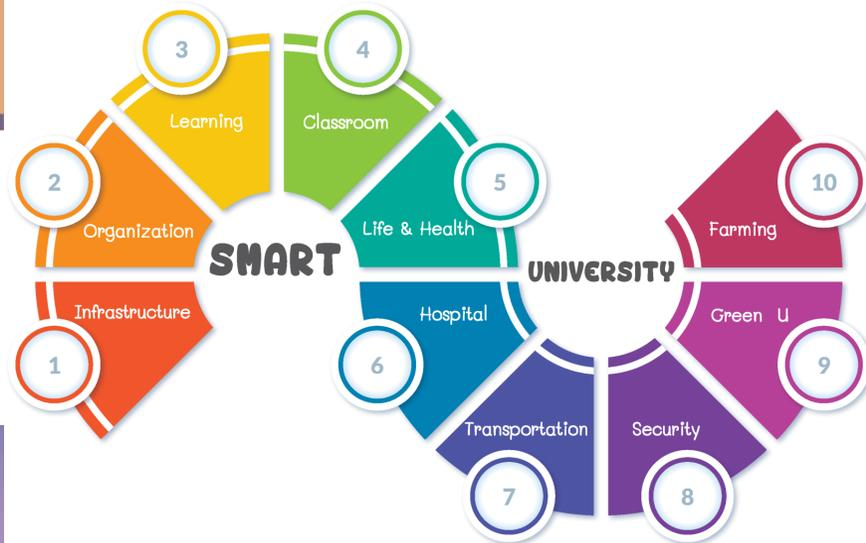 1
Infrastructure
2
Organization
3
Learning
4
Classroom
5
Life & Health
SMART
UNIVERSITY
6
Hospital
7
Transportation
8
Security
9
Green U
10
Farming